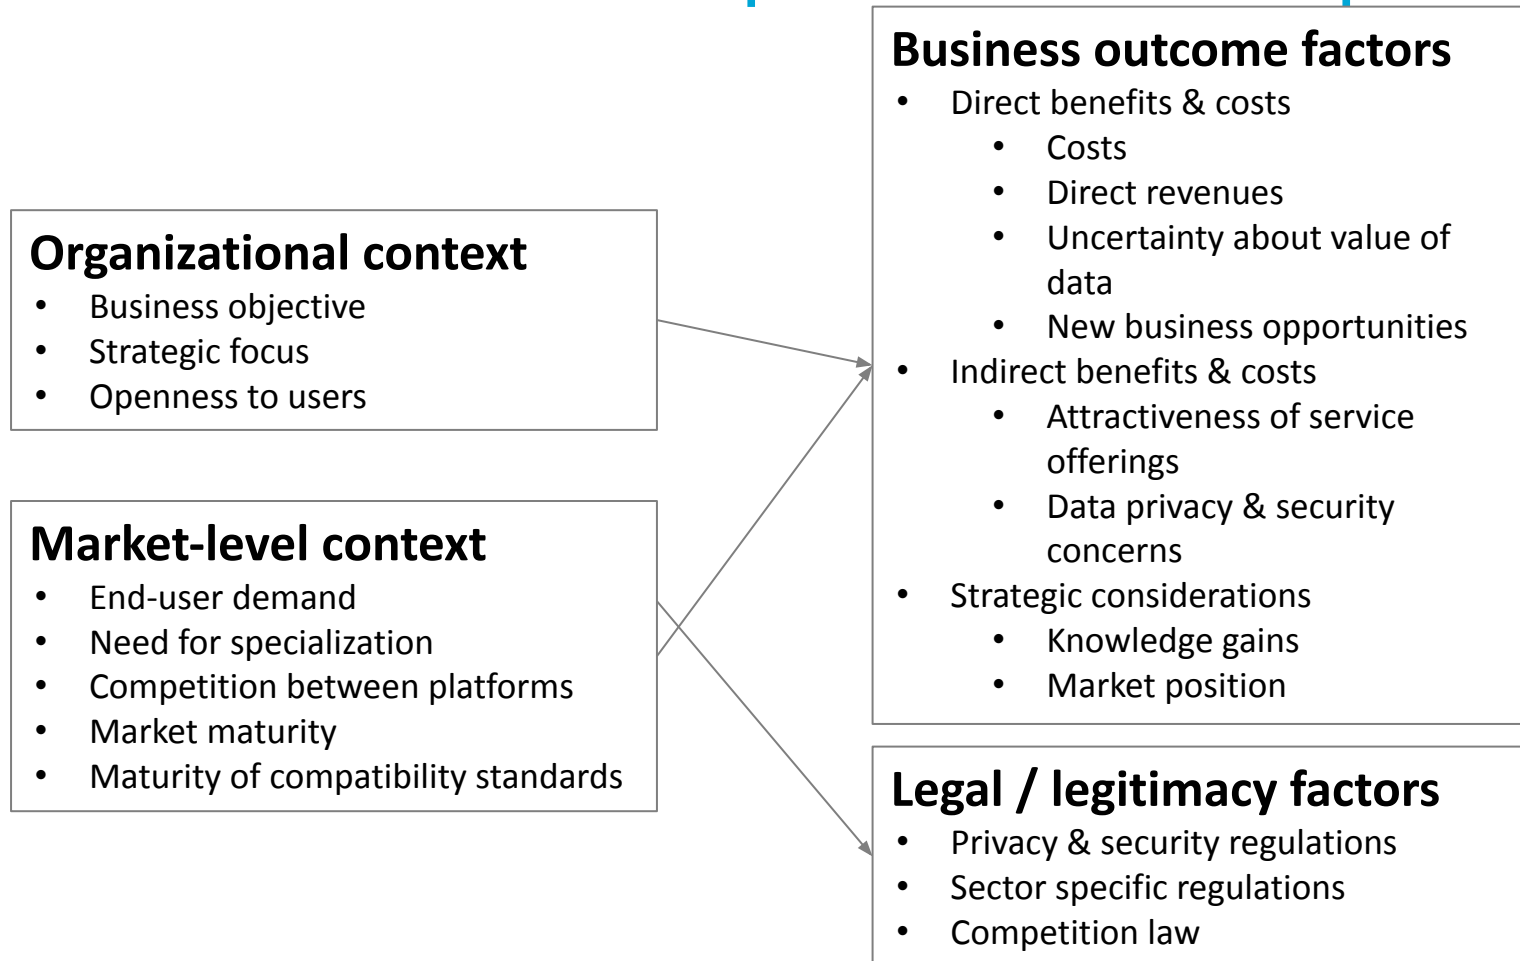 Organizational context
• Business objective
• Strategic focus
• Openness to users
Market-level context
• End-user demand
• Need for specialization
• Competition between platforms
• Market maturity
• Maturity of compatibility standards
Business outcome factors
• Direct benefits & costs
• Costs
• Direct revenues
• Uncertainty about value of
data
• New business opportunities
• Indirect benefits & costs
• Attractiveness of service
offerings
• Data privacy & security
concerns
• Strategic considerations
• Knowledge gains
• Market position
Legal / legitimacy factors
• Privacy & security regulations
• Sector specific regulations
• Competition law